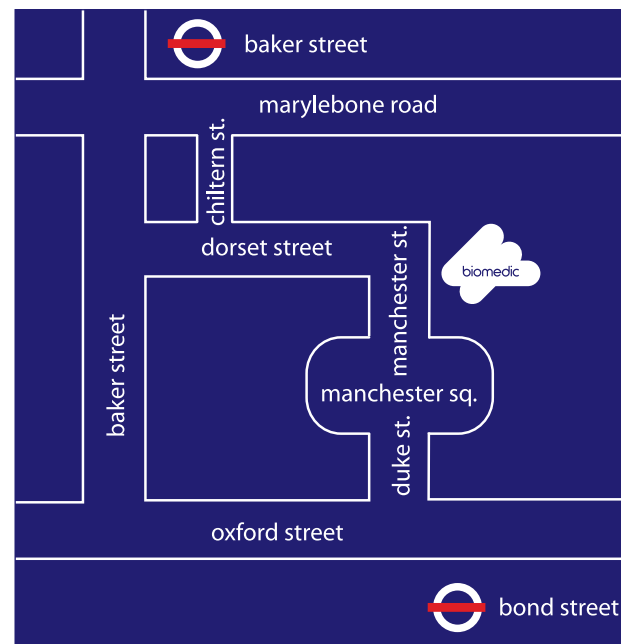 baker street
marylebone road
chiltern st.
dorset street
manchester st.
biomedic
baker street
manchester sq.
duke st.
oxford street
bond street